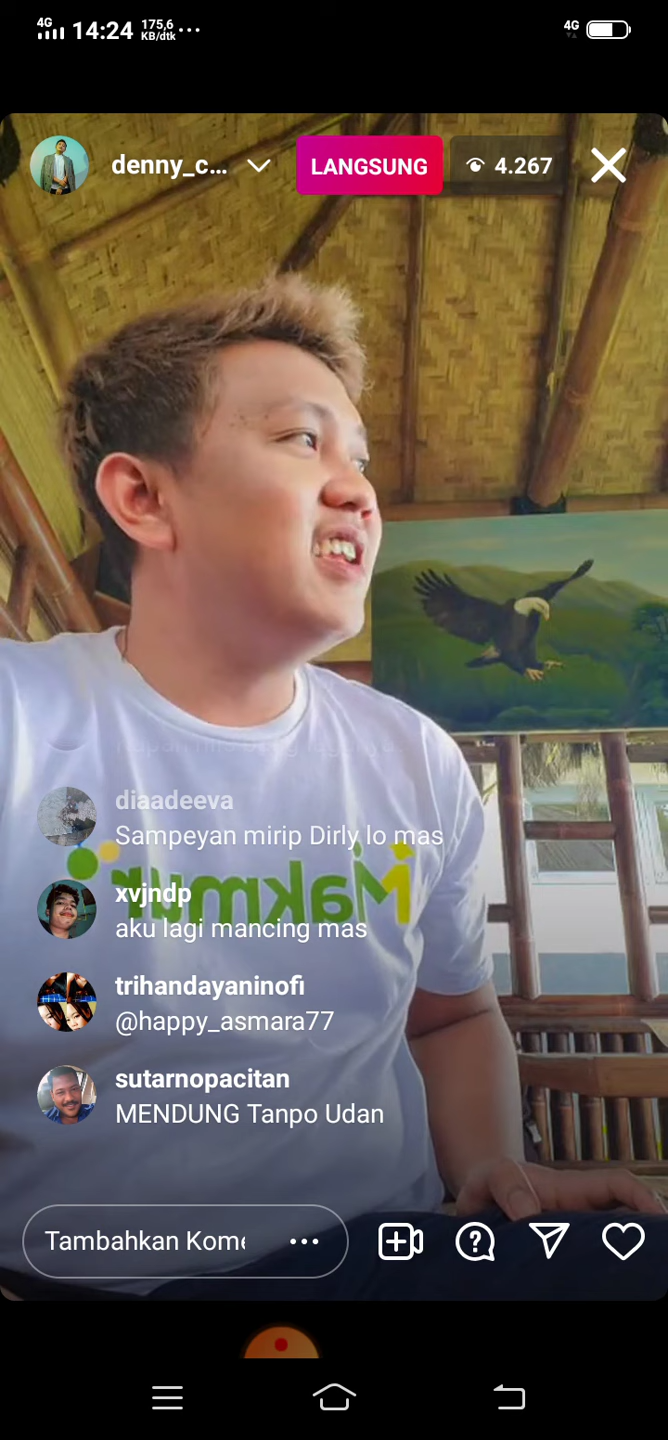 4G 14:24 175,6 KB/dtk ... 4G
denny_c... LANGSUNG 4.267
diaadeeva
Sampeyan mirip Dirly lo mas
Makmur
xvjndp
aku lagi mancing mas
trihandayaninofi
@happy_asmara77
sutarnopacitan
MENDUNG Tanpo Udan
Tambahkan Kome